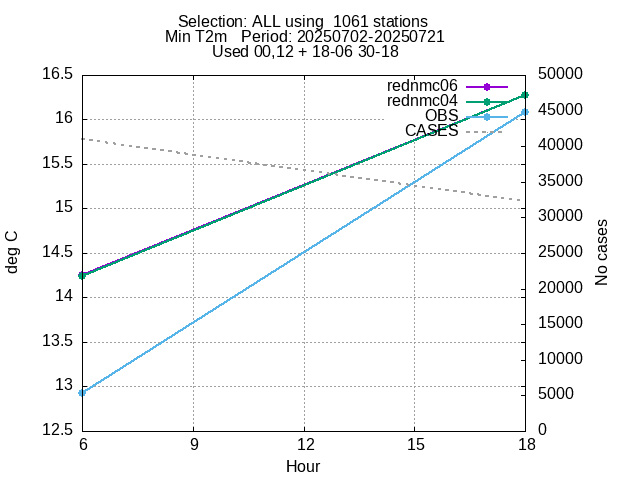 Selection: ALL using  1061 stations
Min T2m   Period: 20250702-20250721
Used 00,12 + 18-06 30-18
16.5
16
15.5
15
14.5
14
13.5
13
12.5
50000
45000
40000
35000
30000
25000
20000
15000
10000
5000
0
rednmc06
rednmc04
OBS
CASES
deg C
No cases
6
9
12
15
18
Hour